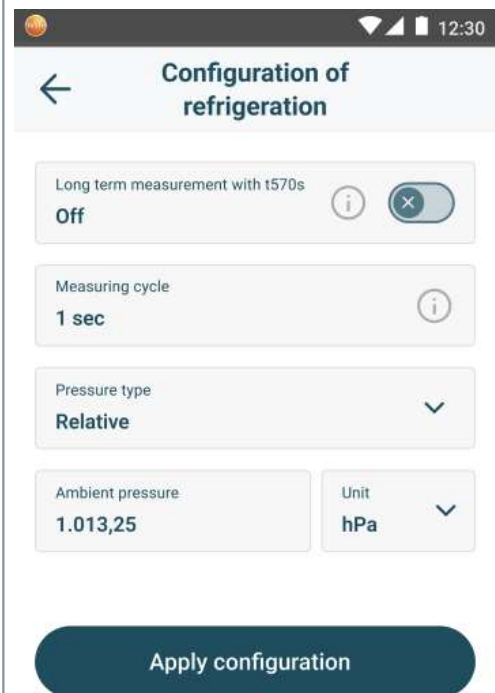 12:30
Configuration of
refrigeration
Long term measurement with t570s
Off
Measuring cycle
1 sec
Pressure type
Relative
Ambient pressure
1.013,25
Unit
hPa
Apply configuration